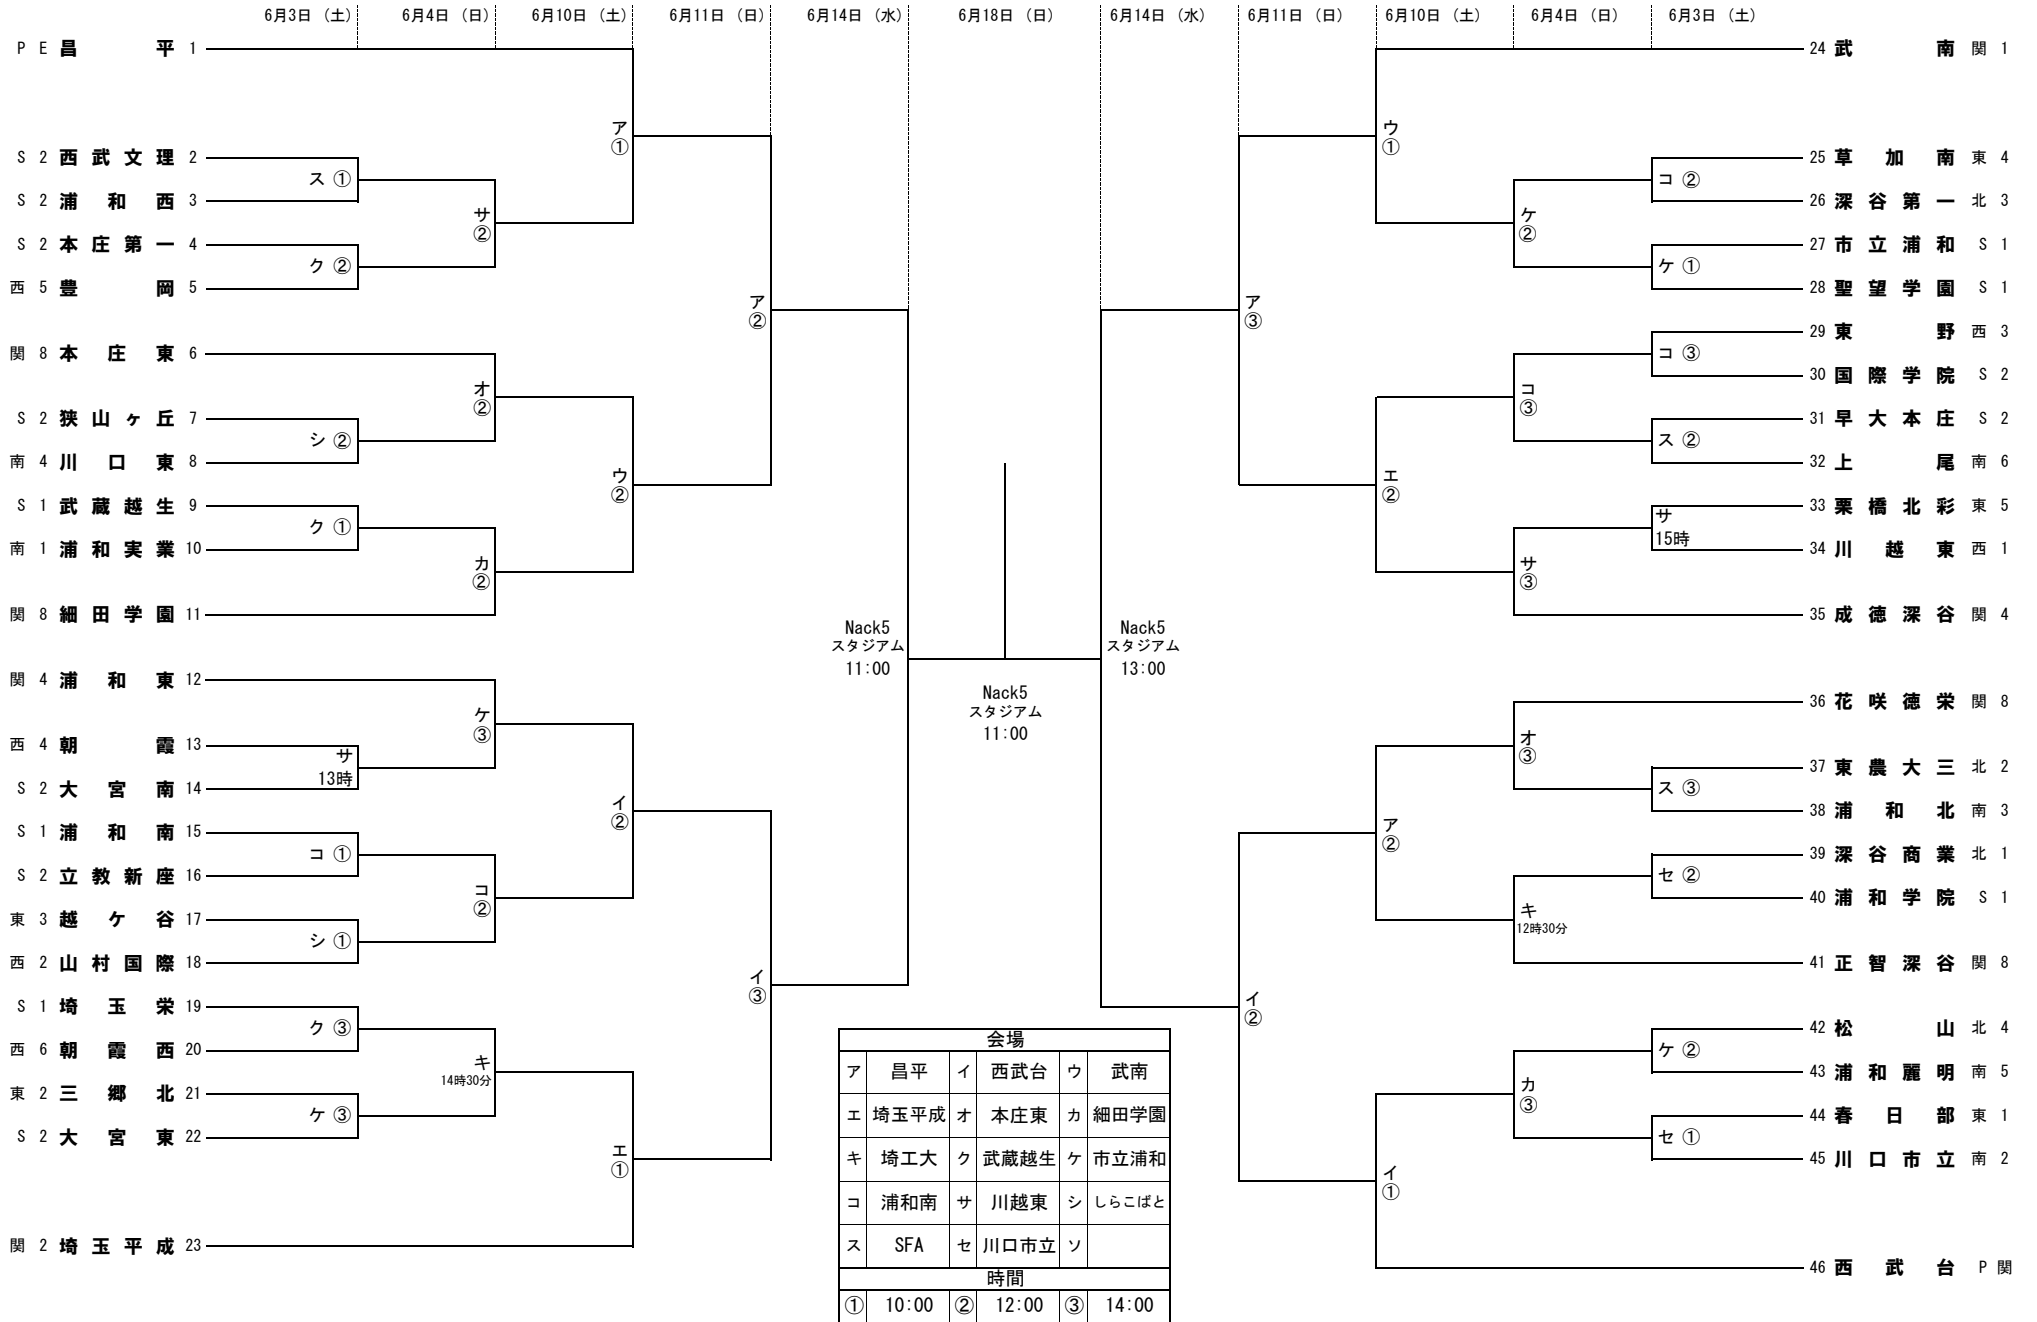 6月3日 （土） 6月4日 （日） 6月10日 （土） 6月11日 （日） 6月14日 （水） 6月18日 （日） 6月14日 （水） 6月11日 （日） 6月10日 （土） 6月4日 （日） 6月3日 （土）
P E 昌平 1
S 2 西武文理 2
S 2 浦和西 3
S 2 本庄第一 4
西 5 豊岡 5
関 8 本庄東 6
S 2 狭山ヶ丘 7
南 4 川口東 8
S 1 武蔵越生 9
南 1 浦和実業 10
関 8 細田学園 11
関 4 浦和東 12
西 4 朝霞 13
S 2 大宮南 14
S 1 浦和南 15
S 2 立教新座 16
東 3 越ケ谷 17
西 2 山村国際 18
S 1 埼玉栄 19
西 6 朝霞西 20
東 2 三郷北 21
S 2 大宮東 22
関 2 埼玉平成 23
ス ①
ク ②
シ ②
ク ①
サ
13時
コ ①
シ ①
ク ③
ケ ③
サ
②
オ
②
カ
②
ケ
③
コ
②
キ
14時30分
ア
①
ウ
②
イ
②
エ
①
ア
②
イ
③
Nack5
スタジアム
11:00
Nack5
スタジアム
11:00
Nack5
スタジアム
13:00
ア
③
イ
②
ウ
①
エ
②
ア
②
イ
①
ケ
②
コ
③
サ
③
オ
③
キ
12時30分
カ
③
コ ②
ケ ①
コ ③
ス ②
サ
15時
ス ③
セ ②
ケ ②
セ ①
24 武南 関 1
25 草加南 東 4
26 深谷第一 北 3
27 市立浦和 S 1
28 聖望学園 S 1
29 東野 西 3
30 国際学院 S 2
31 早大本庄 S 2
32 上尾 南 6
33 栗橋北彩 東 5
34 川越東 西 1
35 成徳深谷 関 4
36 花咲徳栄 関 8
37 東農大三 北 2
38 浦和北 南 3
39 深谷商業 北 1
40 浦和学院 S 1
41 正智深谷 関 8
42 松山 北 4
43 浦和麗明 南 5
44 春日部 東 1
45 川口市立 南 2
46 西武台 P 関
会場
ア 昌平 イ 西武台 ウ 武南
エ 埼玉平成 オ 本庄東 カ 細田学園
キ 埼工大 ク 武蔵越生 ケ 市立浦和
コ 浦和南 サ 川越東 シ しらこばと
ス SFA セ 川口市立 ソ
時間
① 10:00 ② 12:00 ③ 14:00